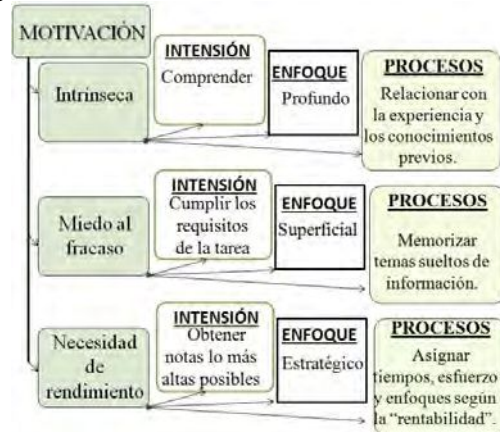 MOTIVACIÓN
Intrínseca
INTENSIÓN
Comprender
ENFOQUE
Profundo
PROCESOS
Relacionar con
la experiencia y
los conocimientos
previos.
Miedo al
fracaso
INTENSIÓN
Cumplir los
requisitos
de la tarea
ENFOQUE
Superficial
PROCESOS
Memorizar
temas sueltos de
información.
Necesidad
de
rendimiento
INTENSIÓN
Obtener
notas lo más
altas posibles
ENFOQUE
Estratégico
PROCESOS
Asignar
tiempos, esfuerzo
y enfoques según
la “rentabilidad”.